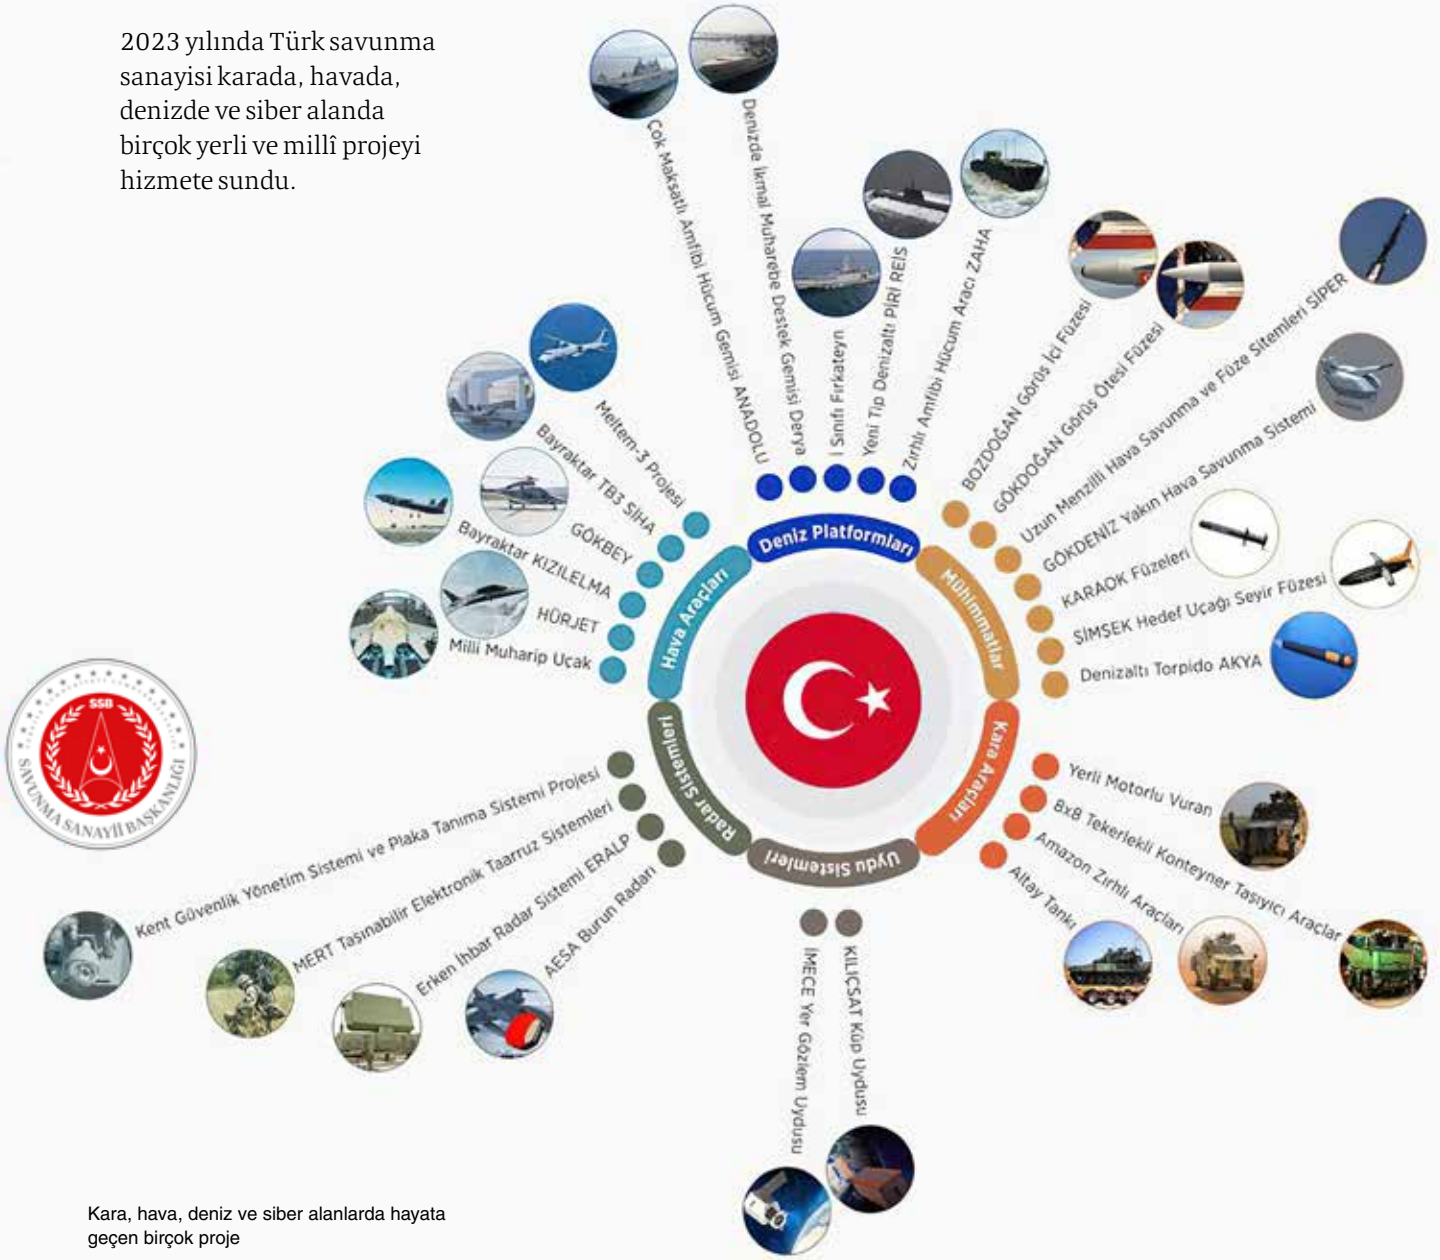 2023 yılında Türk savunma
sanayisi karada, havada,
denizde ve siber alanda
birçok yerli ve millî projeyi
hizmete sundu.
Çok Maksatlı Amfibi Hücum Gemisi ANADOLU
Denizde İkmal Muharebe Destek Gemisi Derya
İ Sınıfı Fırkateyn
Yeni Tip Denizaltı PİRİ REİS
Zırhlı Amfibi Hücum Aracı ZAHA
Deniz Platformları
BOZDOĞAN Görüş İçi Füzesi
GÖKDOĞAN Görüş Ötesi Füzesi
Uzun Menzilli Hava Savunma ve Füze Sitemleri SİPER
GÖKDENİZ Yakın Hava Savunma Sistemi
KARAOK Füzeleri
ŞİMŞEK Hedef Uçağı Seyir Füzesi
Denizaltı Torpido AKYA
Mühimmatlar
Yerli Motorlu Vuran
8x8 Tekerlekli Konteyner Taşıyıcı Araçlar
Amazon Zırhlı Araçları
Altay Tankı
Kara Araçları
KILIÇSAT Küp Uydusu
İMECE Yer Gözlem Uydusu
Uydu Sistemleri
AESA Burun Radarı
Erken İhbar Radar Sistemi ERALP
MERT Taşınabilir Elektronik Taarruz Sistemleri
Kent Güvenlik Yönetim Sistemi ve Plaka Tanıma Sistemi Projesi
Radar Sistemleri
Milli Muharip Uçak
HÜRJET
Bayraktar KIZILELMA
GÖKBEY
Bayraktar TB3 SİHA
Meltem-3 Projesi
Hava Araçları
SSB
SAVUNMA SANAYİİ BAŞKANLIĞI
Kara, hava, deniz ve siber alanlarda hayata
geçen birçok proje